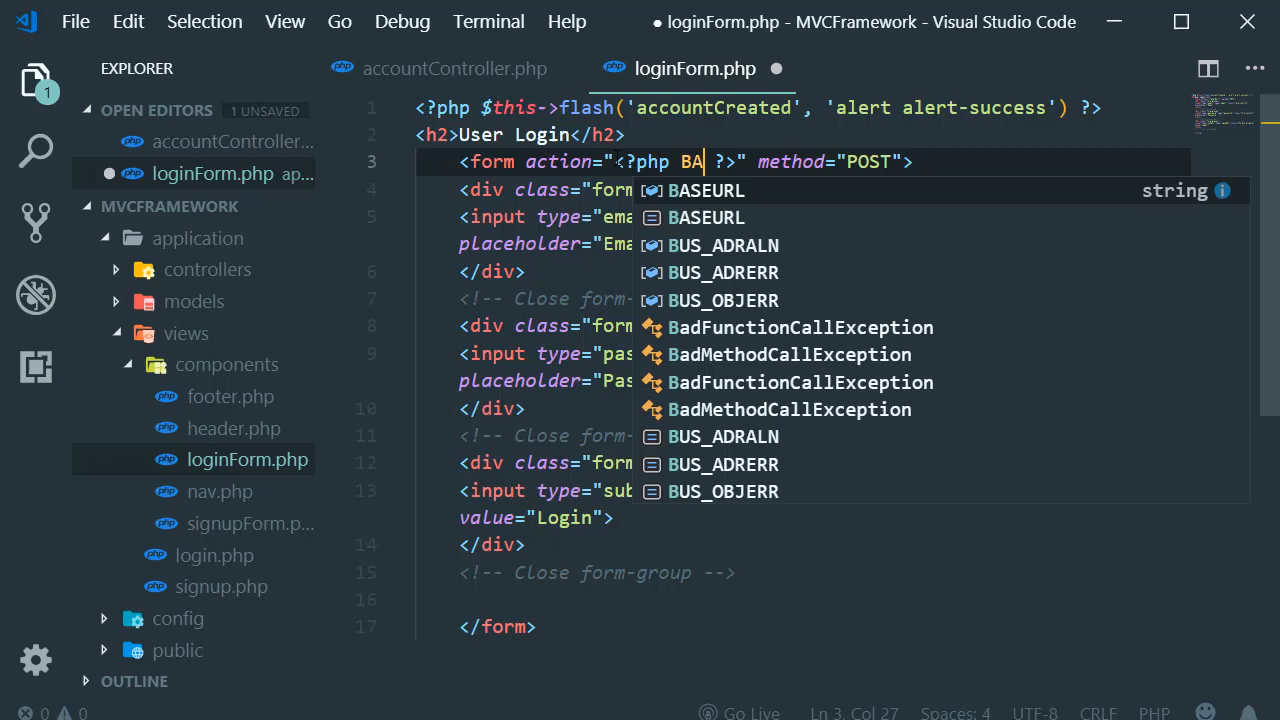 File Edit Selection View Go Debug Terminal Help
● loginForm.php - MVCFramework - Visual Studio Code
EXPLORER
OPEN EDITORS 1 UNSAVED
accountController...
loginForm.php ap...
MVCFRAMEWORK
application
controllers
models
views
components
footer.php
header.php
loginForm.php
nav.php
signupForm.p...
login.php
signup.php
config
public
OUTLINE
1
accountController.php
loginForm.php
1 <?php $this->flash('accountCreated', 'alert alert-success') ?>
2 <h2>User Login</h2>
3 <form action="<?php BA ?>" method="POST">
4 <div class="form
5 <input type="ema
placeholder="Ema
6 </div>
7 <!-- Close form-
8 <div class="form
9 <input type="pas
placeholder="Pas
10 </div>
11 <!-- Close form-
12 <div class="form
13 <input type="sub
value="Login">
14 </div>
15 <!-- Close form-group -->
16
17 </form>
BASEURL string
BASEURL
BUS_ADRALN
BUS_ADRERR
BUS_OBJERR
BadFunctionCallException
BadMethodCallException
BadFunctionCallException
BadMethodCallException
BUS_ADRALN
BUS_ADRERR
BUS_OBJERR
0 0 Go Live Ln 3, Col 27 Spaces: 4 UTF-8 CRLF PHP